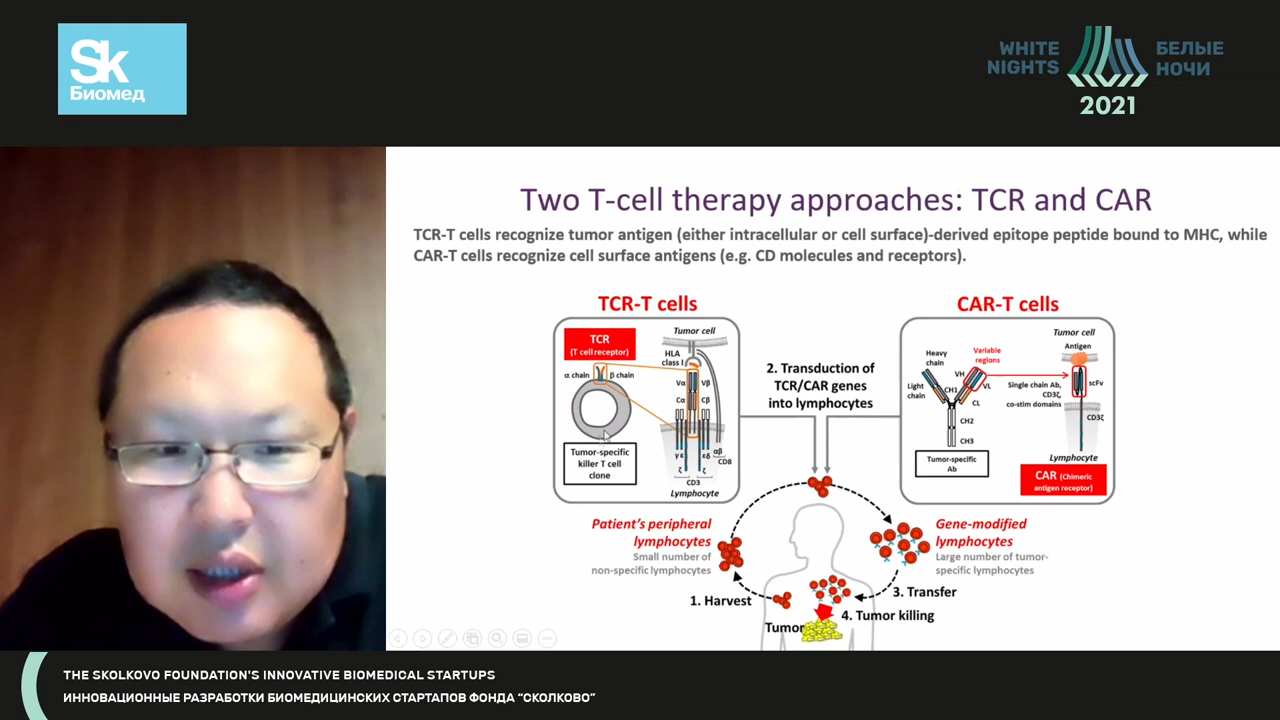 Sk
Биомед
WHITE
NIGHTS
БЕЛЫЕ
НОЧИ
2021
Two T-cell therapy approaches: TCR and CAR
TCR-T cells recognize tumor antigen (either intracellular or cell surface)-derived epitope peptide bound to MHC, while
CAR-T cells recognize cell surface antigens (e.g. CD molecules and receptors).
TCR-T cells
TCR
(T cell receptor)
α chain
β chain
Tumor-specific
killer T cell
clone
Tumor cell
HLA
class I
Vα
Vβ
Cα
Cβ
γ ε
ε δ
αβ
CD8
ζ
ζ
CD3
Lymphocyte
2. Transduction of
TCR/CAR genes
into lymphocytes
CAR-T cells
Heavy
chain
Variable
regions
Light
chain
VH
VL
CH1
CL
CH2
CH3
Tumor-specific
Ab
Single chain Ab,
CD3ζ,
co-stim domains
Tumor cell
Antigen
scFv
CD3ζ
Lymphocyte
CAR (Chimeric
antigen receptor)
Patient's peripheral
lymphocytes
Small number of
non-specific lymphocytes
Gene-modified
lymphocytes
Large number of tumor-
specific lymphocytes
1. Harvest
3. Transfer
4. Tumor killing
Tumor
THE SKOLKOVO FOUNDATION'S INNOVATIVE BIOMEDICAL STARTUPS
ИННОВАЦИОННЫЕ РАЗРАБОТКИ БИОМЕДИЦИНСКИХ СТАРТАПОВ ФОНДА "СКОЛКОВО"